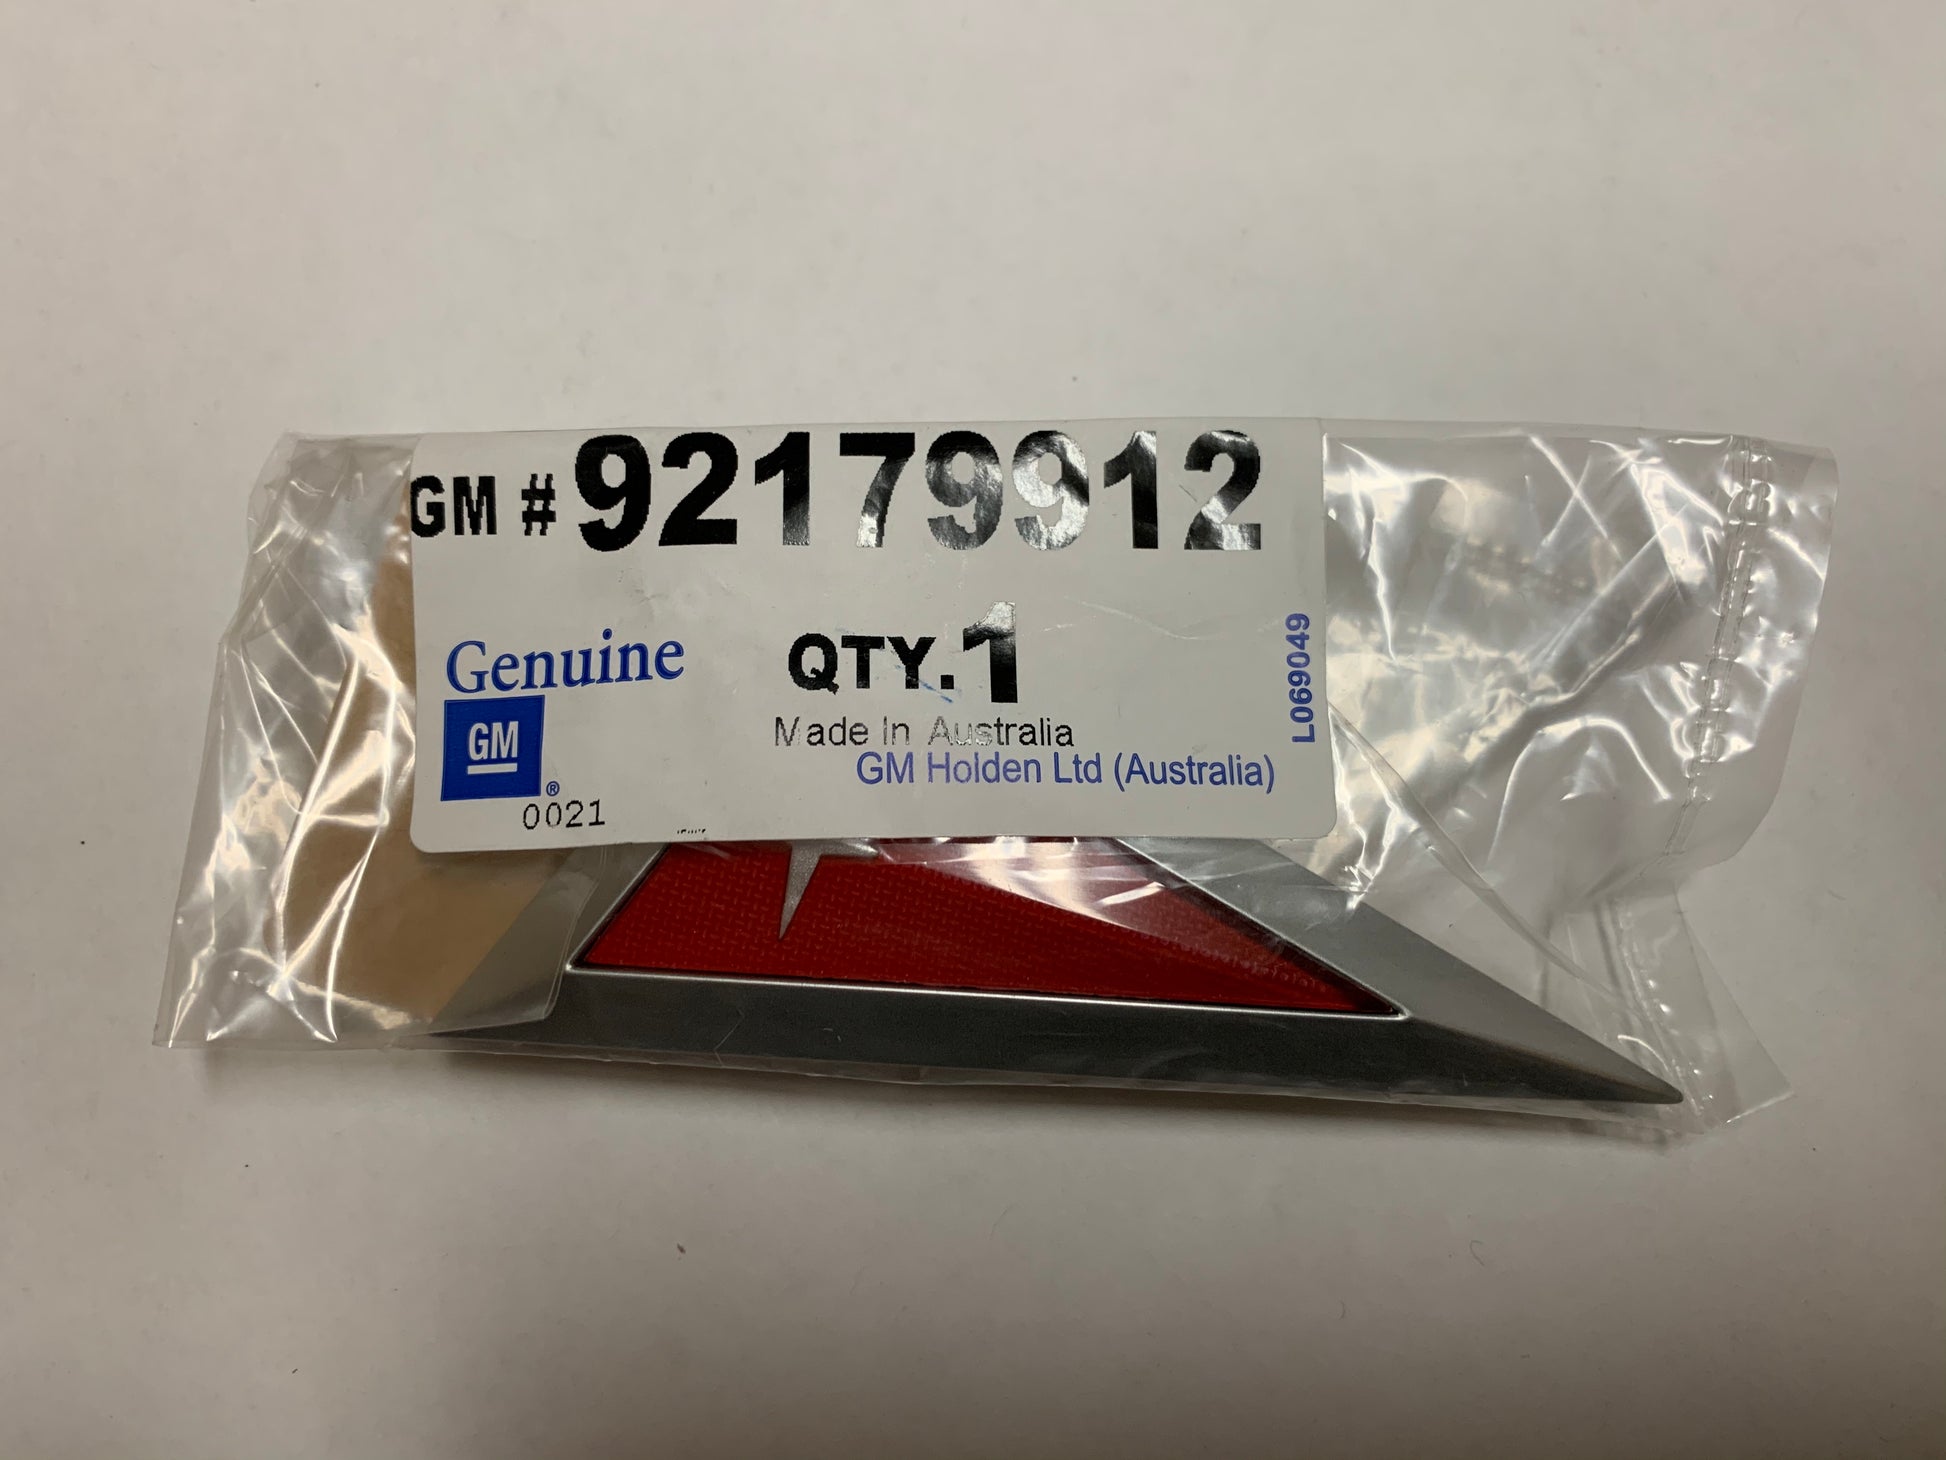 GM # 92179912
Genuine
GM
®
0021
QTY. 1
Made In Australia
GM Holden Ltd (Australia)
L069049